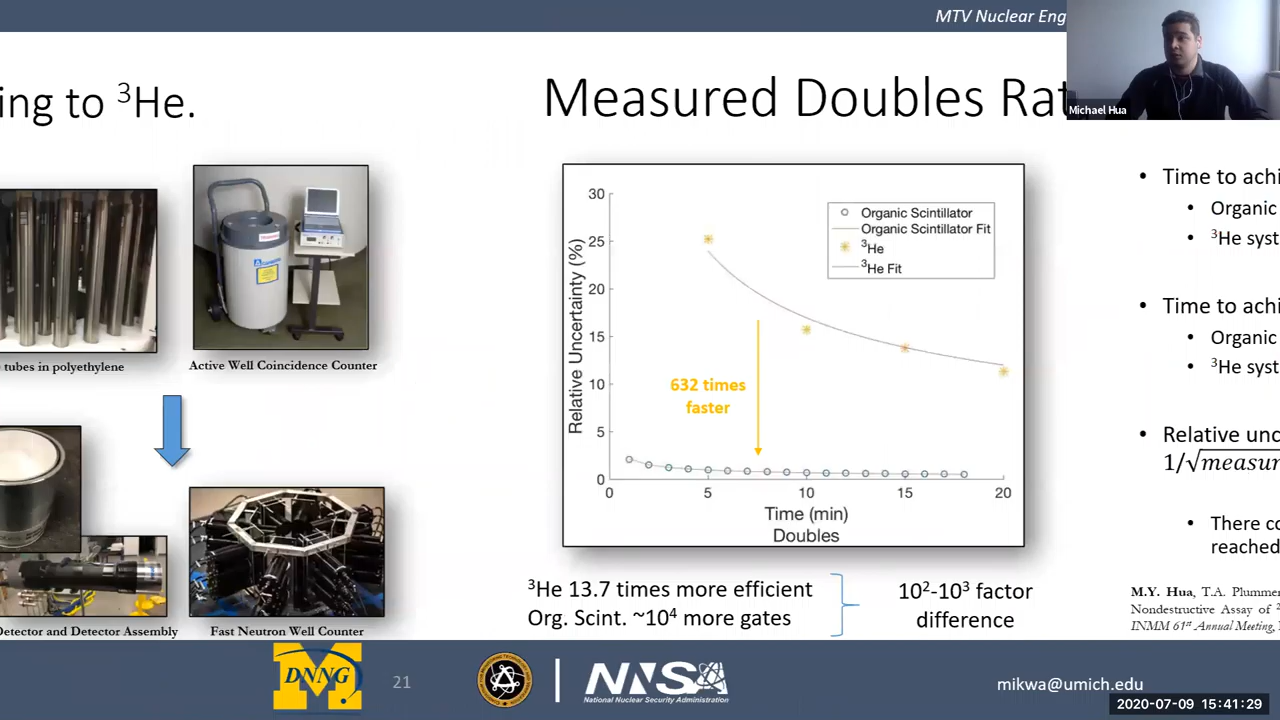 MTV Nuclear Eng
Michael Hua
ing to ³He.
tubes in polyethylene
Active Well Coincidence Counter
Detector and Detector Assembly
Fast Neutron Well Counter
Measured Doubles Rat
30
25
20
15
10
5
0
0 5 10 15 20
Relative Uncertainty (%)
Time (min)
Doubles
Organic Scintillator
Organic Scintillator Fit
³He
³He Fit
632 times
faster
³He 13.7 times more efficient
Org. Scint. ~10⁴ more gates
10²-10³ factor
difference
• Time to achi
• Organic
• ³He syst
• Time to achi
• Organic
• ³He syst
• Relative unc
1/√measur
• There co
reached
M.Y. Hua, T.A. Plummer
Nondestructive Assay of
INMM 61st Annual Meeting,
DNNG
21
NNSA
National Nuclear Security Administration
mikwa@umich.edu
2020-07-09 15:41:29